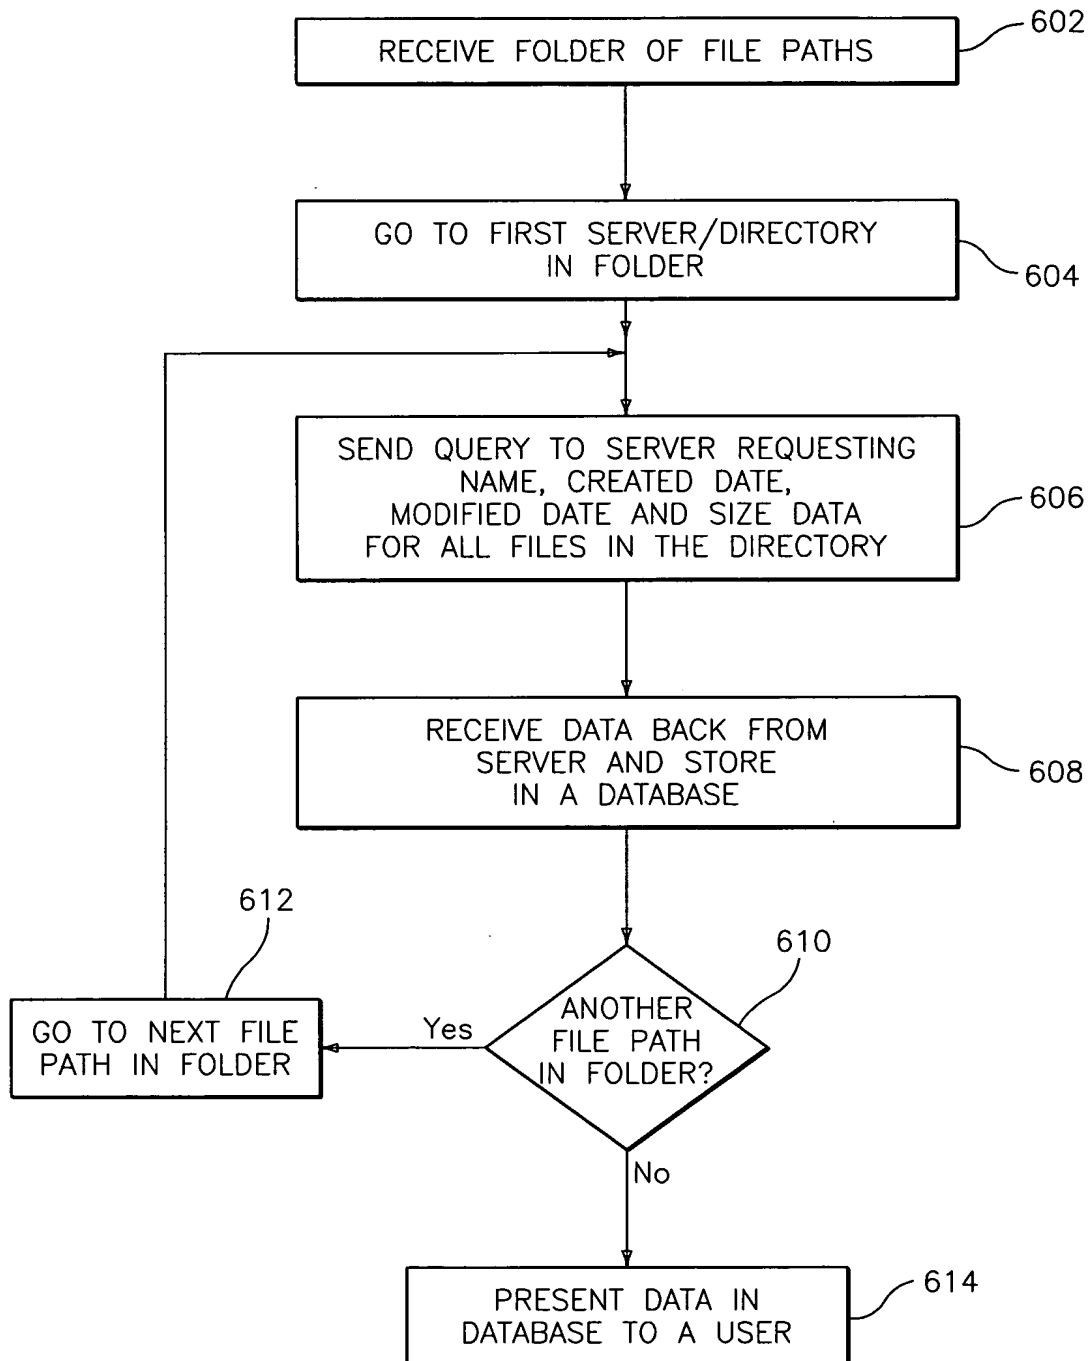 RECEIVE FOLDER OF FILE PATHS
602
GO TO FIRST SERVER/DIRECTORY
IN FOLDER
604
SEND QUERY TO SERVER REQUESTING
NAME, CREATED DATE,
MODIFIED DATE AND SIZE DATA
FOR ALL FILES IN THE DIRECTORY
606
RECEIVE DATA BACK FROM
SERVER AND STORE
IN A DATABASE
608
612
GO TO NEXT FILE
PATH IN FOLDER
Yes
610
ANOTHER
FILE PATH
IN FOLDER?
No
PRESENT DATA IN
DATABASE TO A USER
614